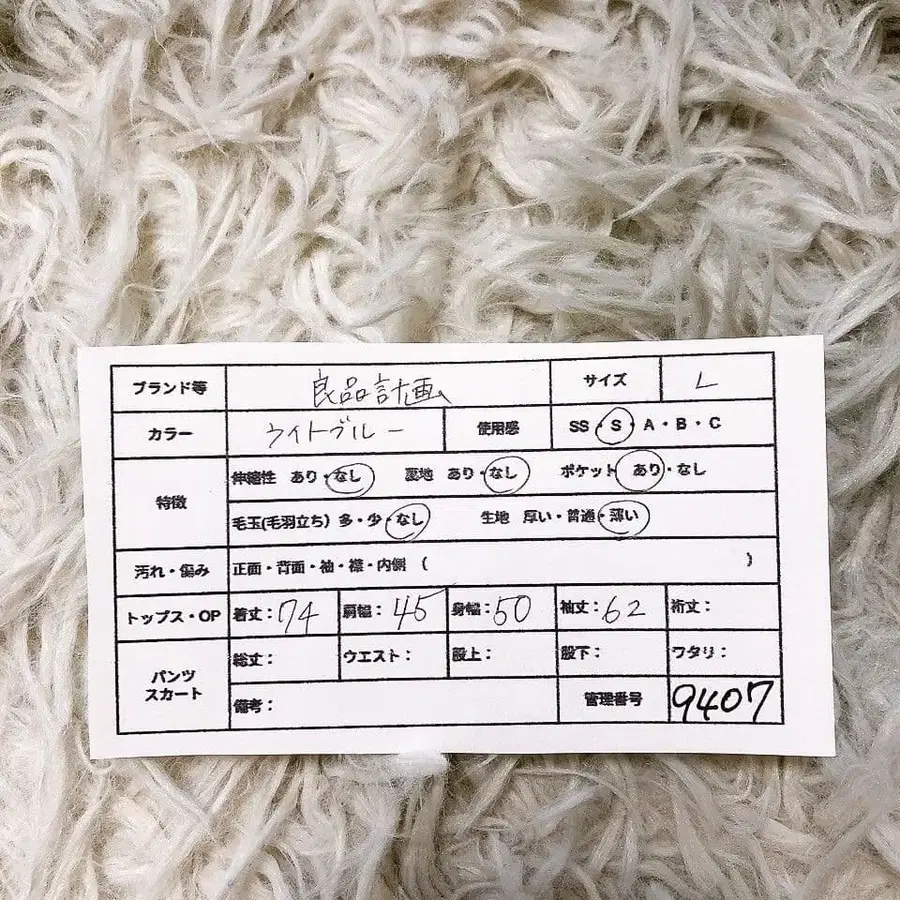 ブランド等 良品計画 サイズ L
カラー ライトブルー 使用感 SS・S・A・B・C
特徴 伸縮性 あり・なし 裏地 あり・なし ポケット あり・なし
毛玉(毛羽立ち) 多・少・なし 生地 厚い・普通・薄い
汚れ・傷み 正面・背面・袖・襟・内側 ( )
トップス・OP 着丈:74 肩幅:45 身幅:50 袖丈:62 裄丈:
パンツ スカート 総丈: ウエスト: 股上: 股下: ワタリ:
備考: 管理番号 9407